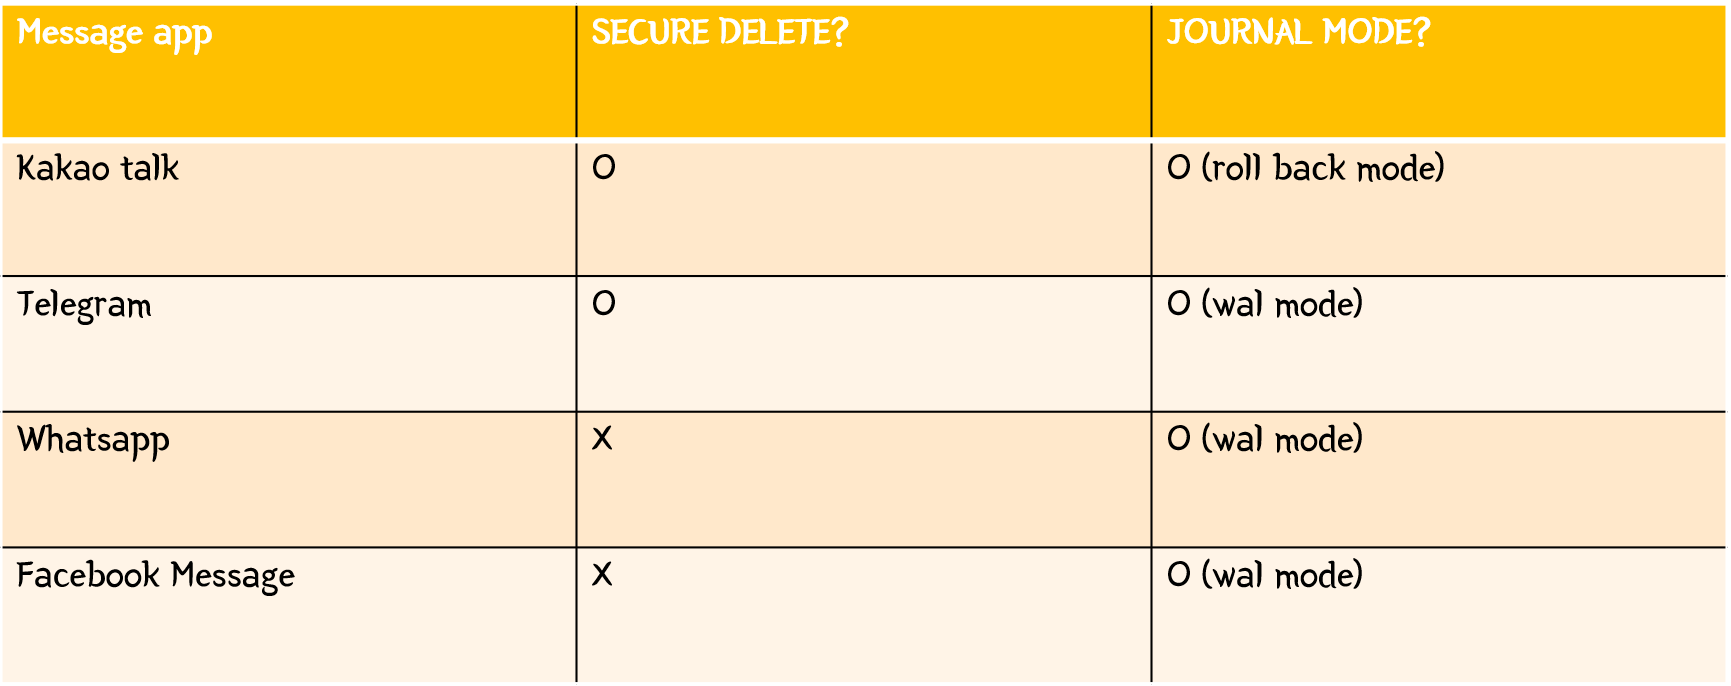 Message app SECURE DELETE? JOURNAL MODE?
Kakao talk O O (roll back mode)
Telegram O O (wal mode)
Whatsapp X O (wal mode)
Facebook Message X O (wal mode)